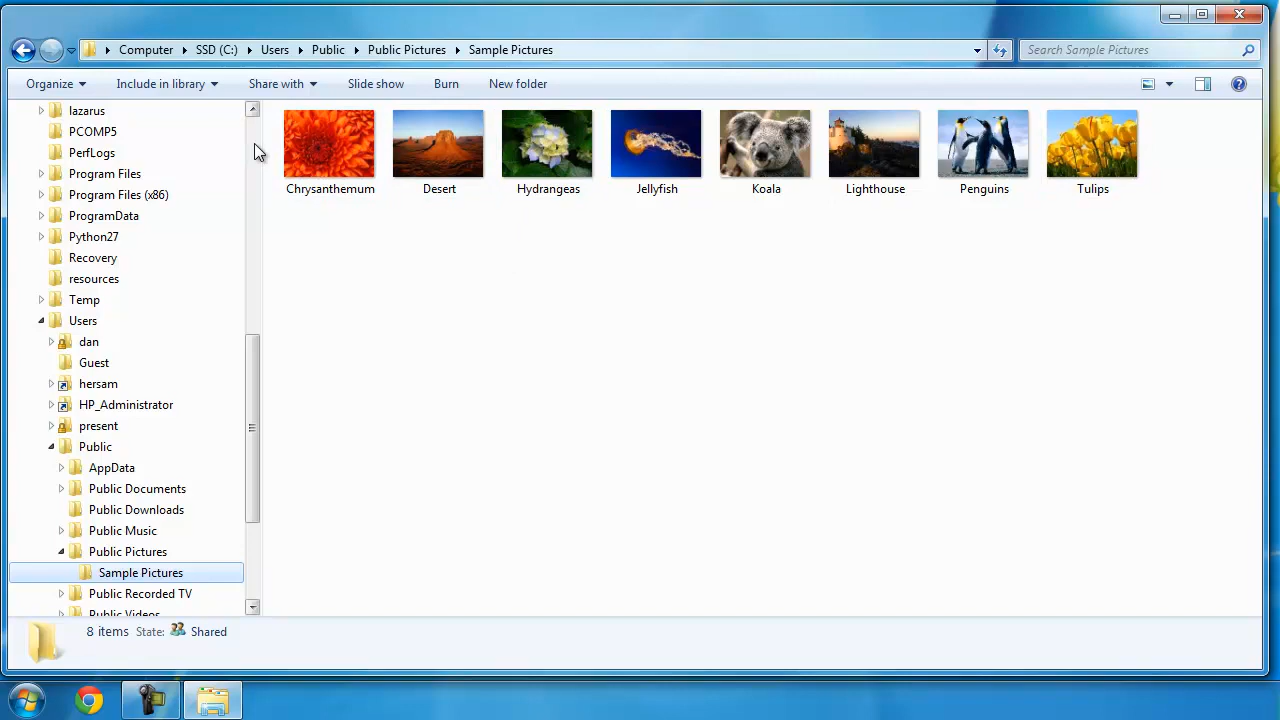 Computer SSD (C:) Users Public Public Pictures Sample Pictures
Search Sample Pictures
Organize Include in library Share with Slide show Burn New folder
lazarus
PCOMP5
PerfLogs
Program Files
Program Files (x86)
ProgramData
Python27
Recovery
resources
Temp
Users
dan
Guest
hersam
HP_Administrator
present
Public
AppData
Public Documents
Public Downloads
Public Music
Public Pictures
Sample Pictures
Public Recorded TV
Public Videos
Chrysanthemum Desert Hydrangeas Jellyfish Koala Lighthouse Penguins Tulips
8 items State: Shared